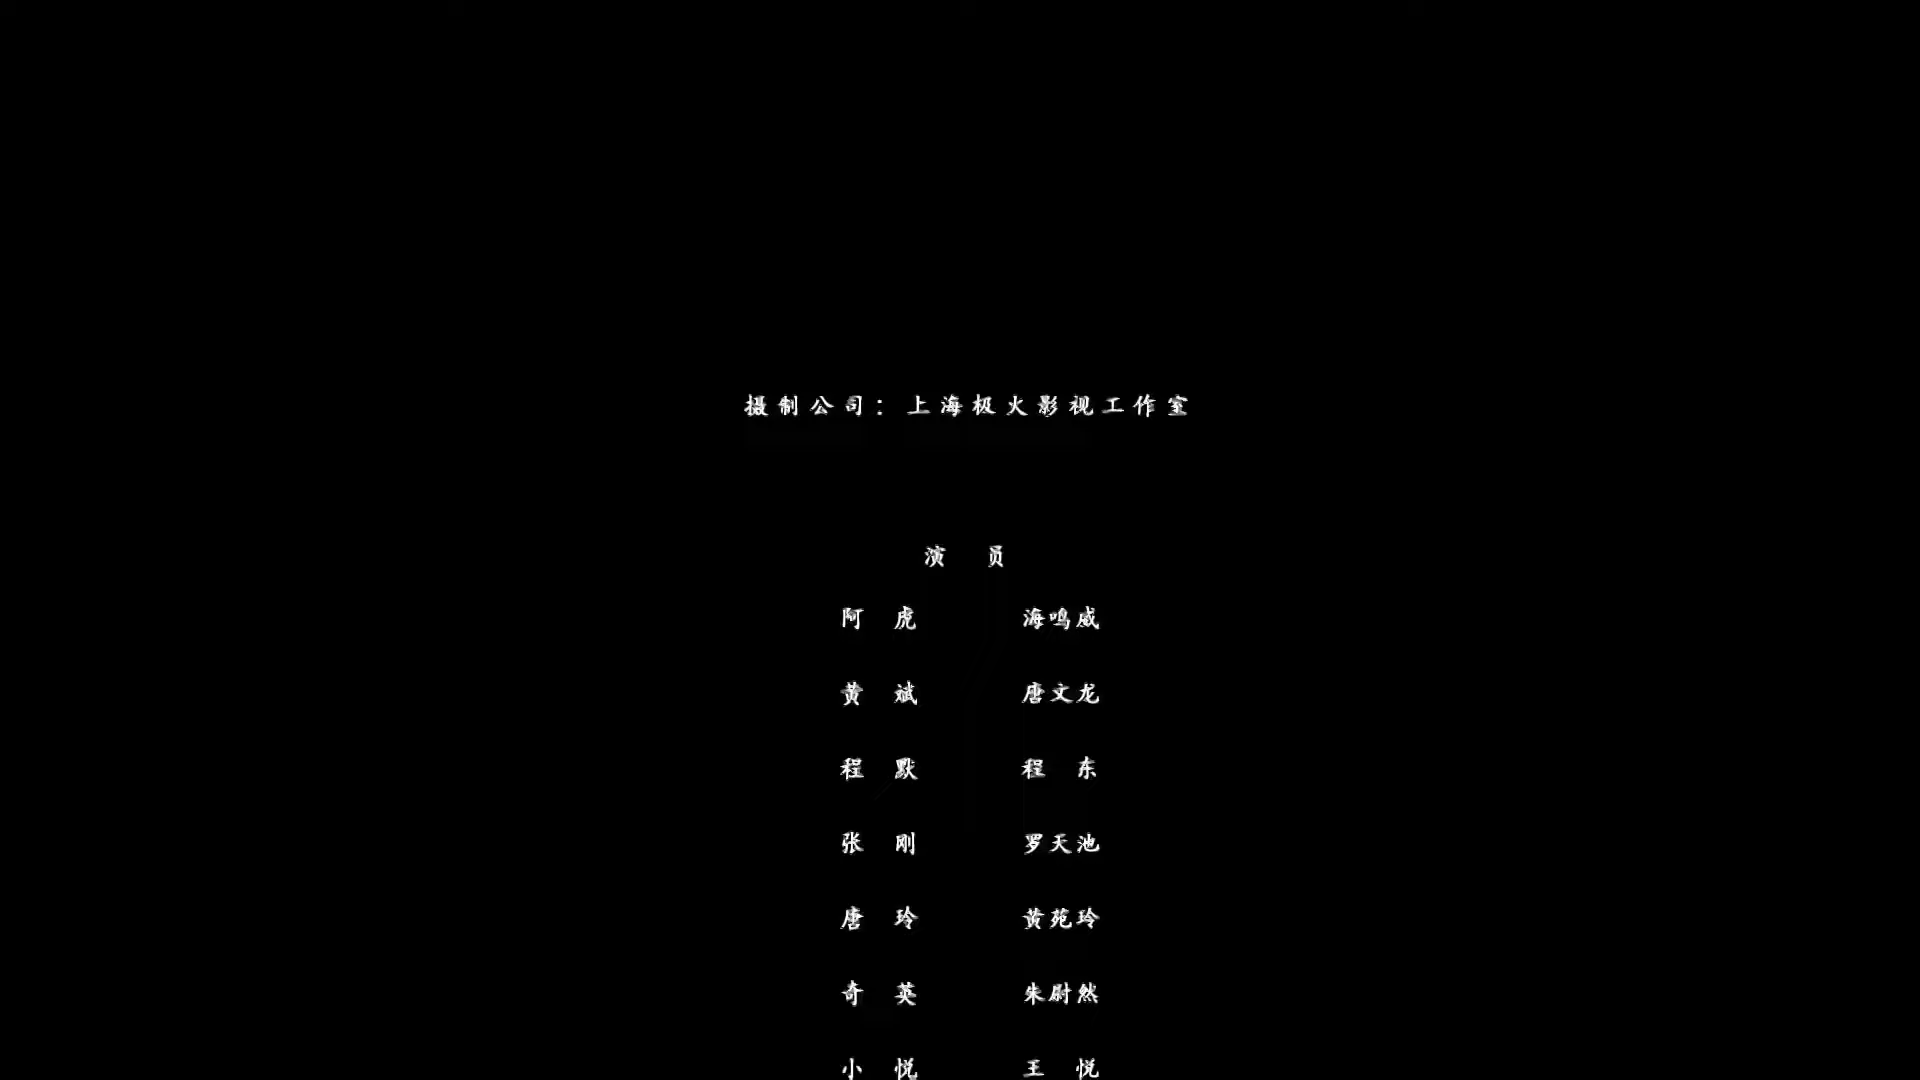 摄制公司：上海极火影视工作室
演 员
阿 虎 海鸣威
黄 斌 唐文龙
程 默 程 东
张 刚 罗天池
唐 玲 黄苑玲
奇 英 朱尉然
小 悦 王 悦